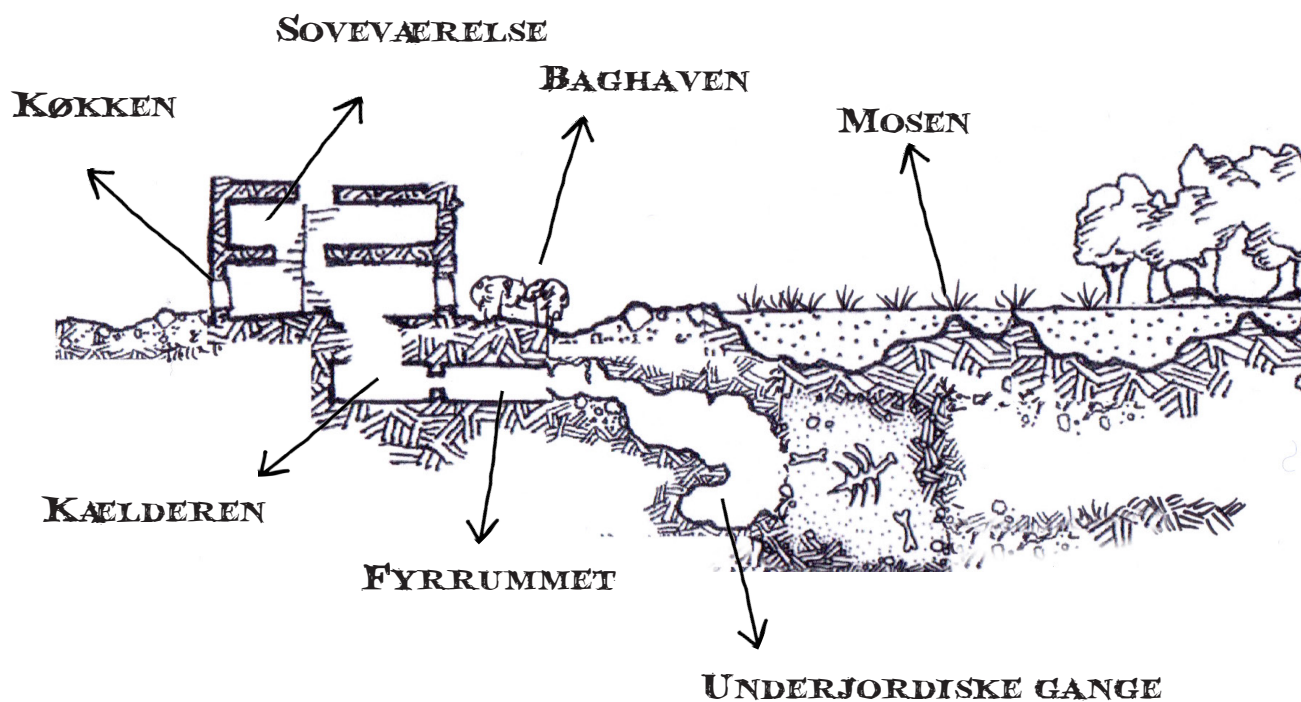 Soveværelse
Baghaven
Køkken
Mosen
Kælderen
Fyrrummet
Underjordiske gange